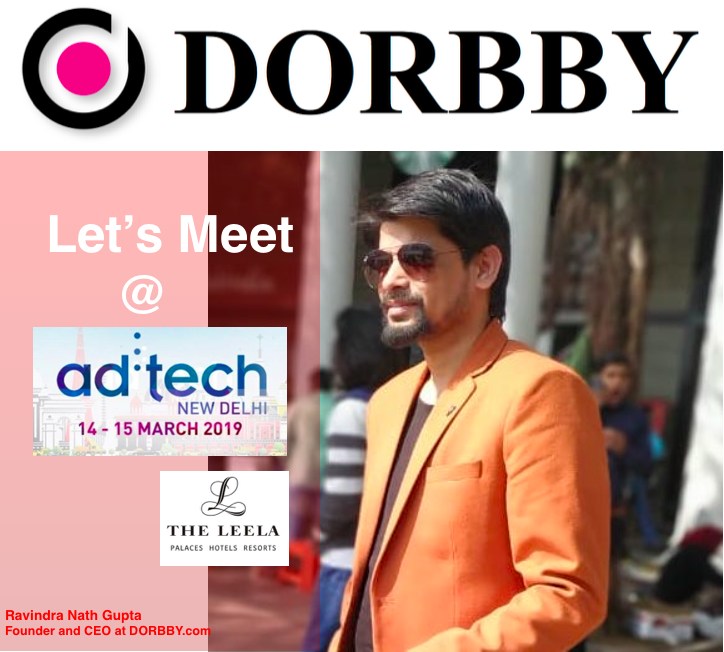 DORBBY
Let’s Meet
@
ad:tech
NEW DELHI
14 - 15 MARCH 2019
L
THE LEELA
PALACES HOTELS RESORTS
Ravindra Nath Gupta
Founder and CEO at DORBBY.com